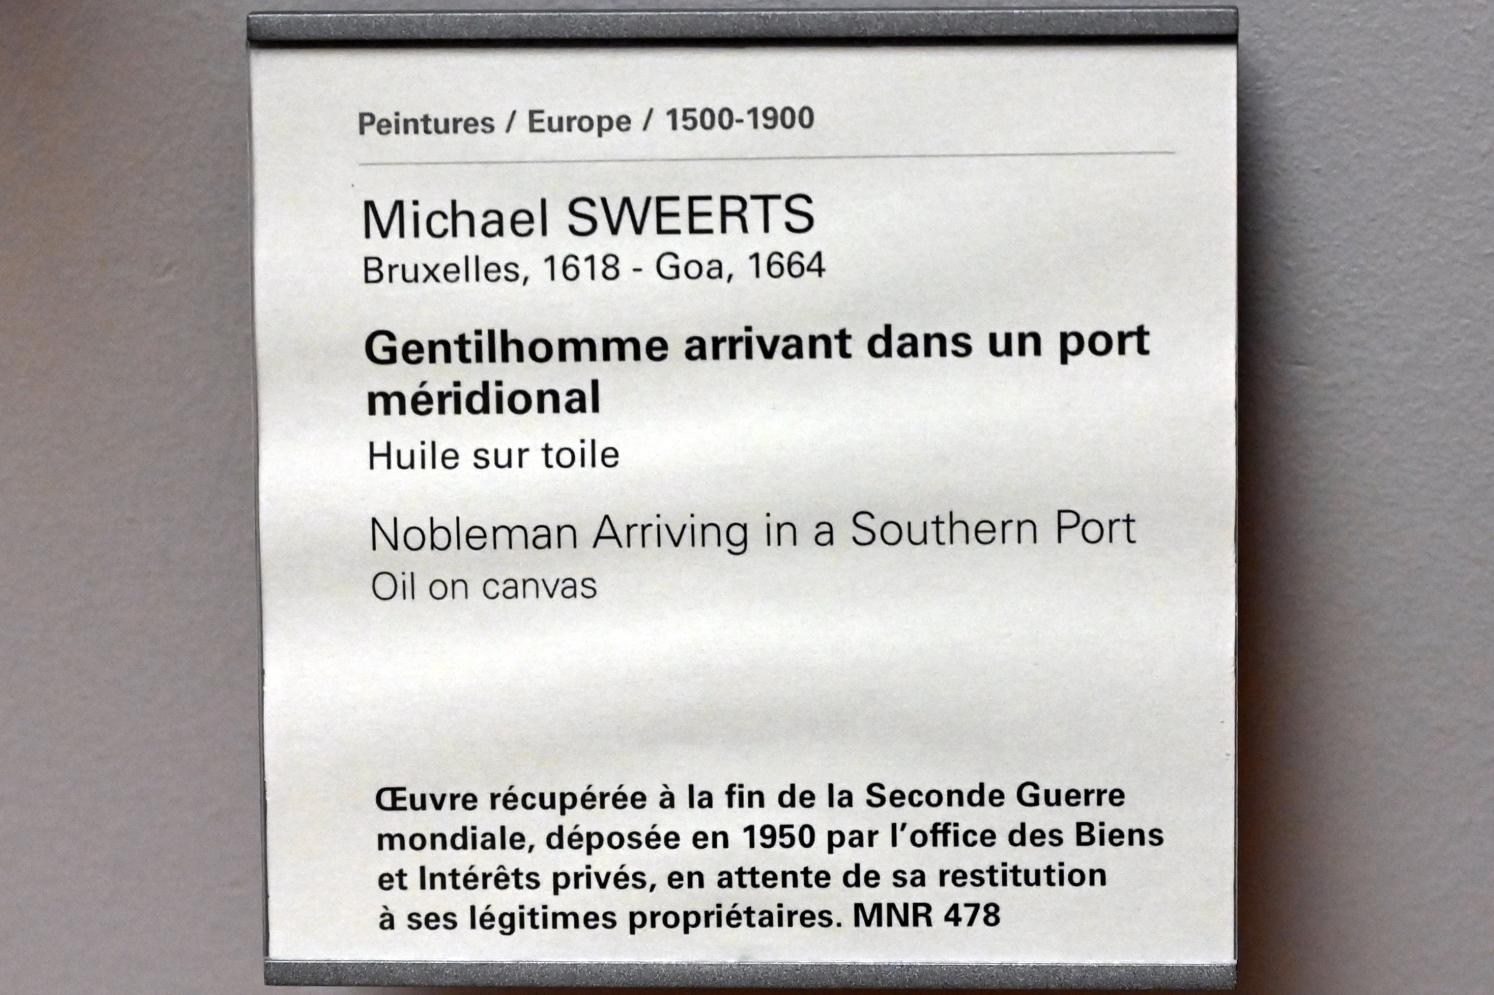 Peintures / Europe / 1500-1900
Michael SWEERTS
Bruxelles, 1618 - Goa, 1664
Gentilhomme arrivant dans un port
méridional
Huile sur toile
Nobleman Arriving in a Southern Port
Oil on canvas
Œuvre récupérée à la fin de la Seconde Guerre
mondiale, déposée en 1950 par l'office des Biens
et Intérêts privés, en attente de sa restitution
à ses légitimes propriétaires. MNR 478